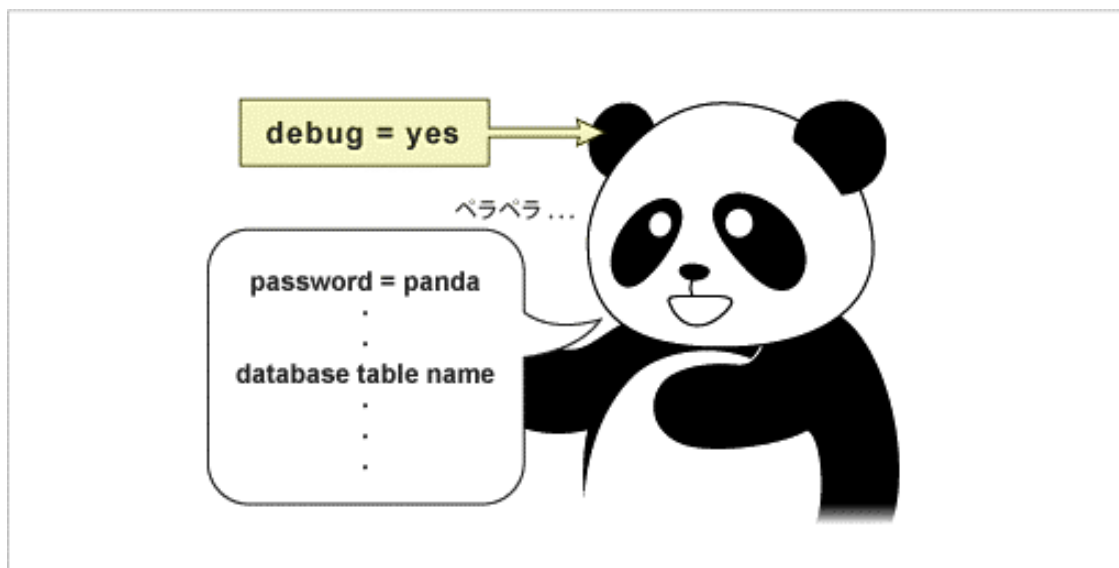 debug = yes
ペラペラ...
password = panda
.
.
database table name
.
.
.